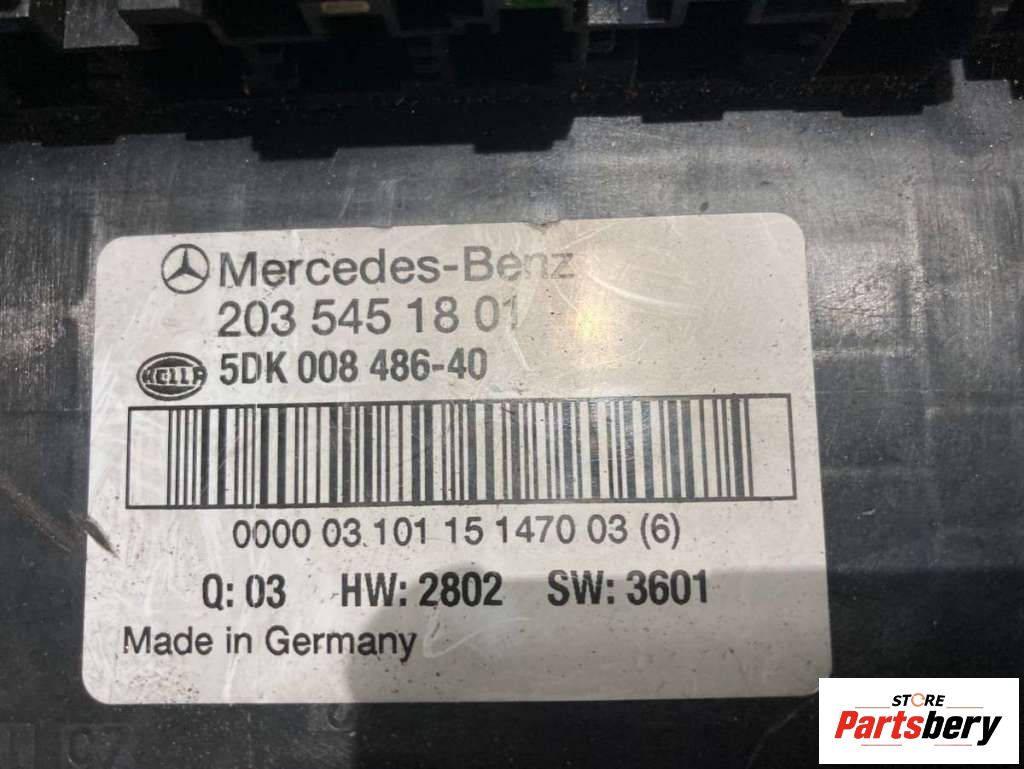 Mercedes-Benz
203 545 18 01
HELLA
5DK 008 486-40
0000 03 101 15 1470 03 (6)
Q: 03 HW: 2802 SW: 3601
Made in Germany
STORE
Partsbery